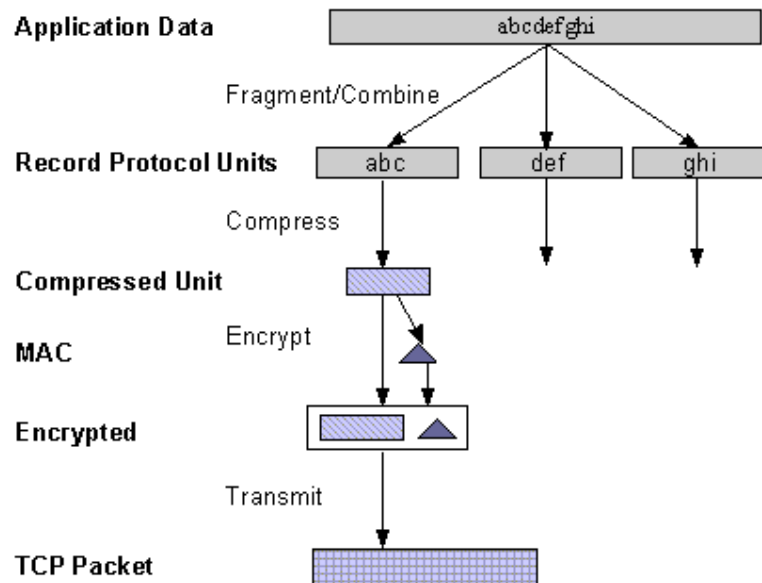 Application Data
abcdefghi
Fragment/Combine
Record Protocol Units
abc
def
ghi
Compress
Compressed Unit
Encrypt
MAC
Encrypted
Transmit
TCP Packet